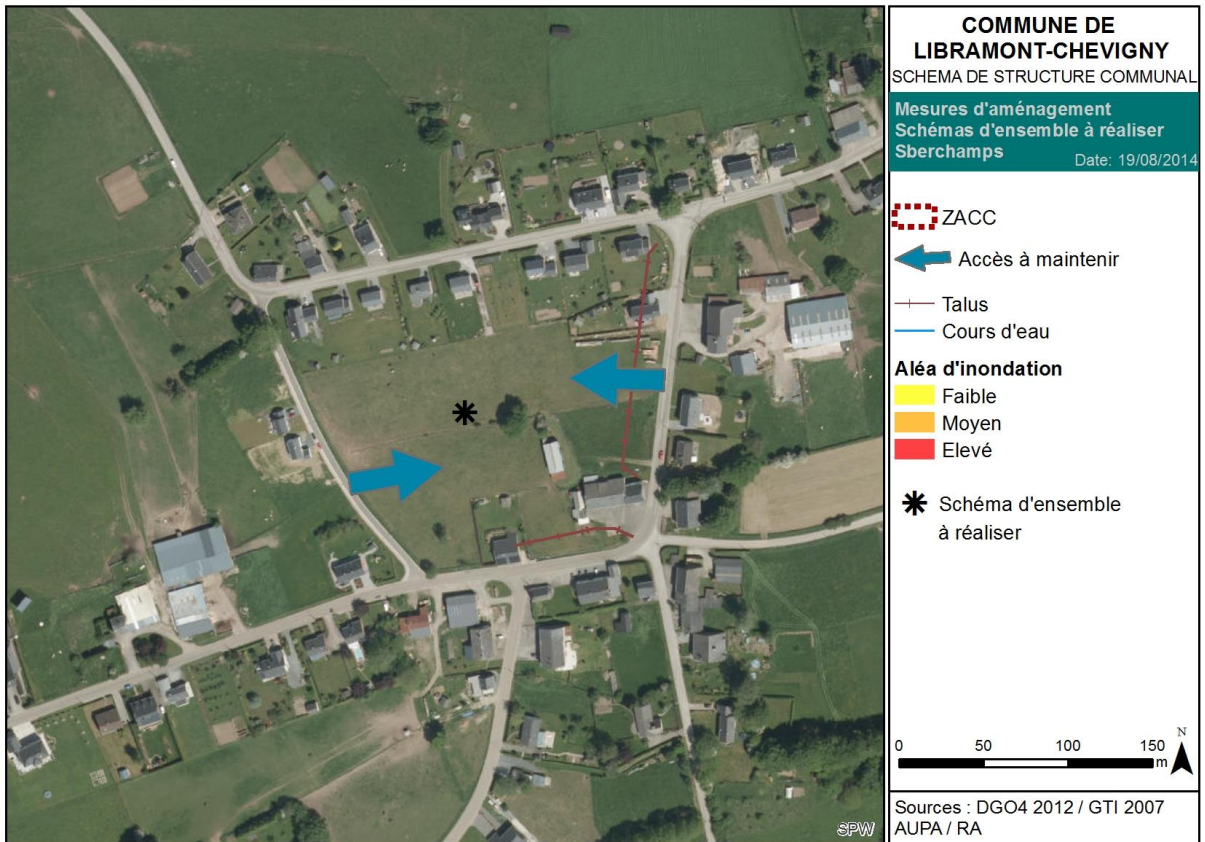 COMMUNE DE
LIBRAMONT-CHEVIGNY
SCHEMA DE STRUCTURE COMMUNAL
Mesures d'aménagement
Schémas d'ensemble à réaliser
Sberchamps
Date: 19/08/2014
ZACC
Accès à maintenir
Talus
Cours d'eau
Aléa d'inondation
Faible
Moyen
Elevé
Schéma d'ensemble
à réaliser
N
0 50 100 150
m
Sources : DGO4 2012 / GTI 2007
AUPA / RA
SPW